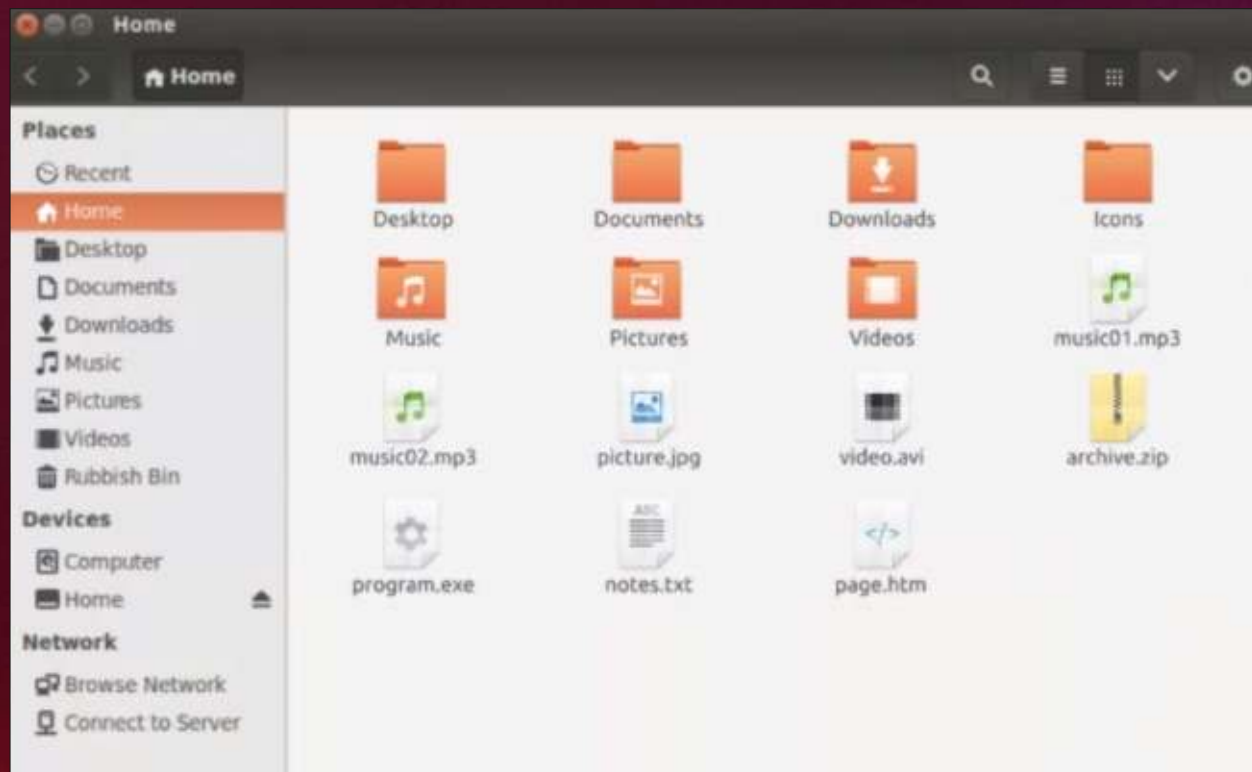 Home
Home
Places
Recent
Home
Desktop
Documents
Downloads
Music
Pictures
Videos
Rubbish Bin
Devices
Computer
Home
Network
Browse Network
Connect to Server
Desktop Documents Downloads Icons
Music Pictures Videos music01.mp3
music02.mp3 picture.jpg video.avi archive.zip
ABC
program.exe notes.txt page.htm